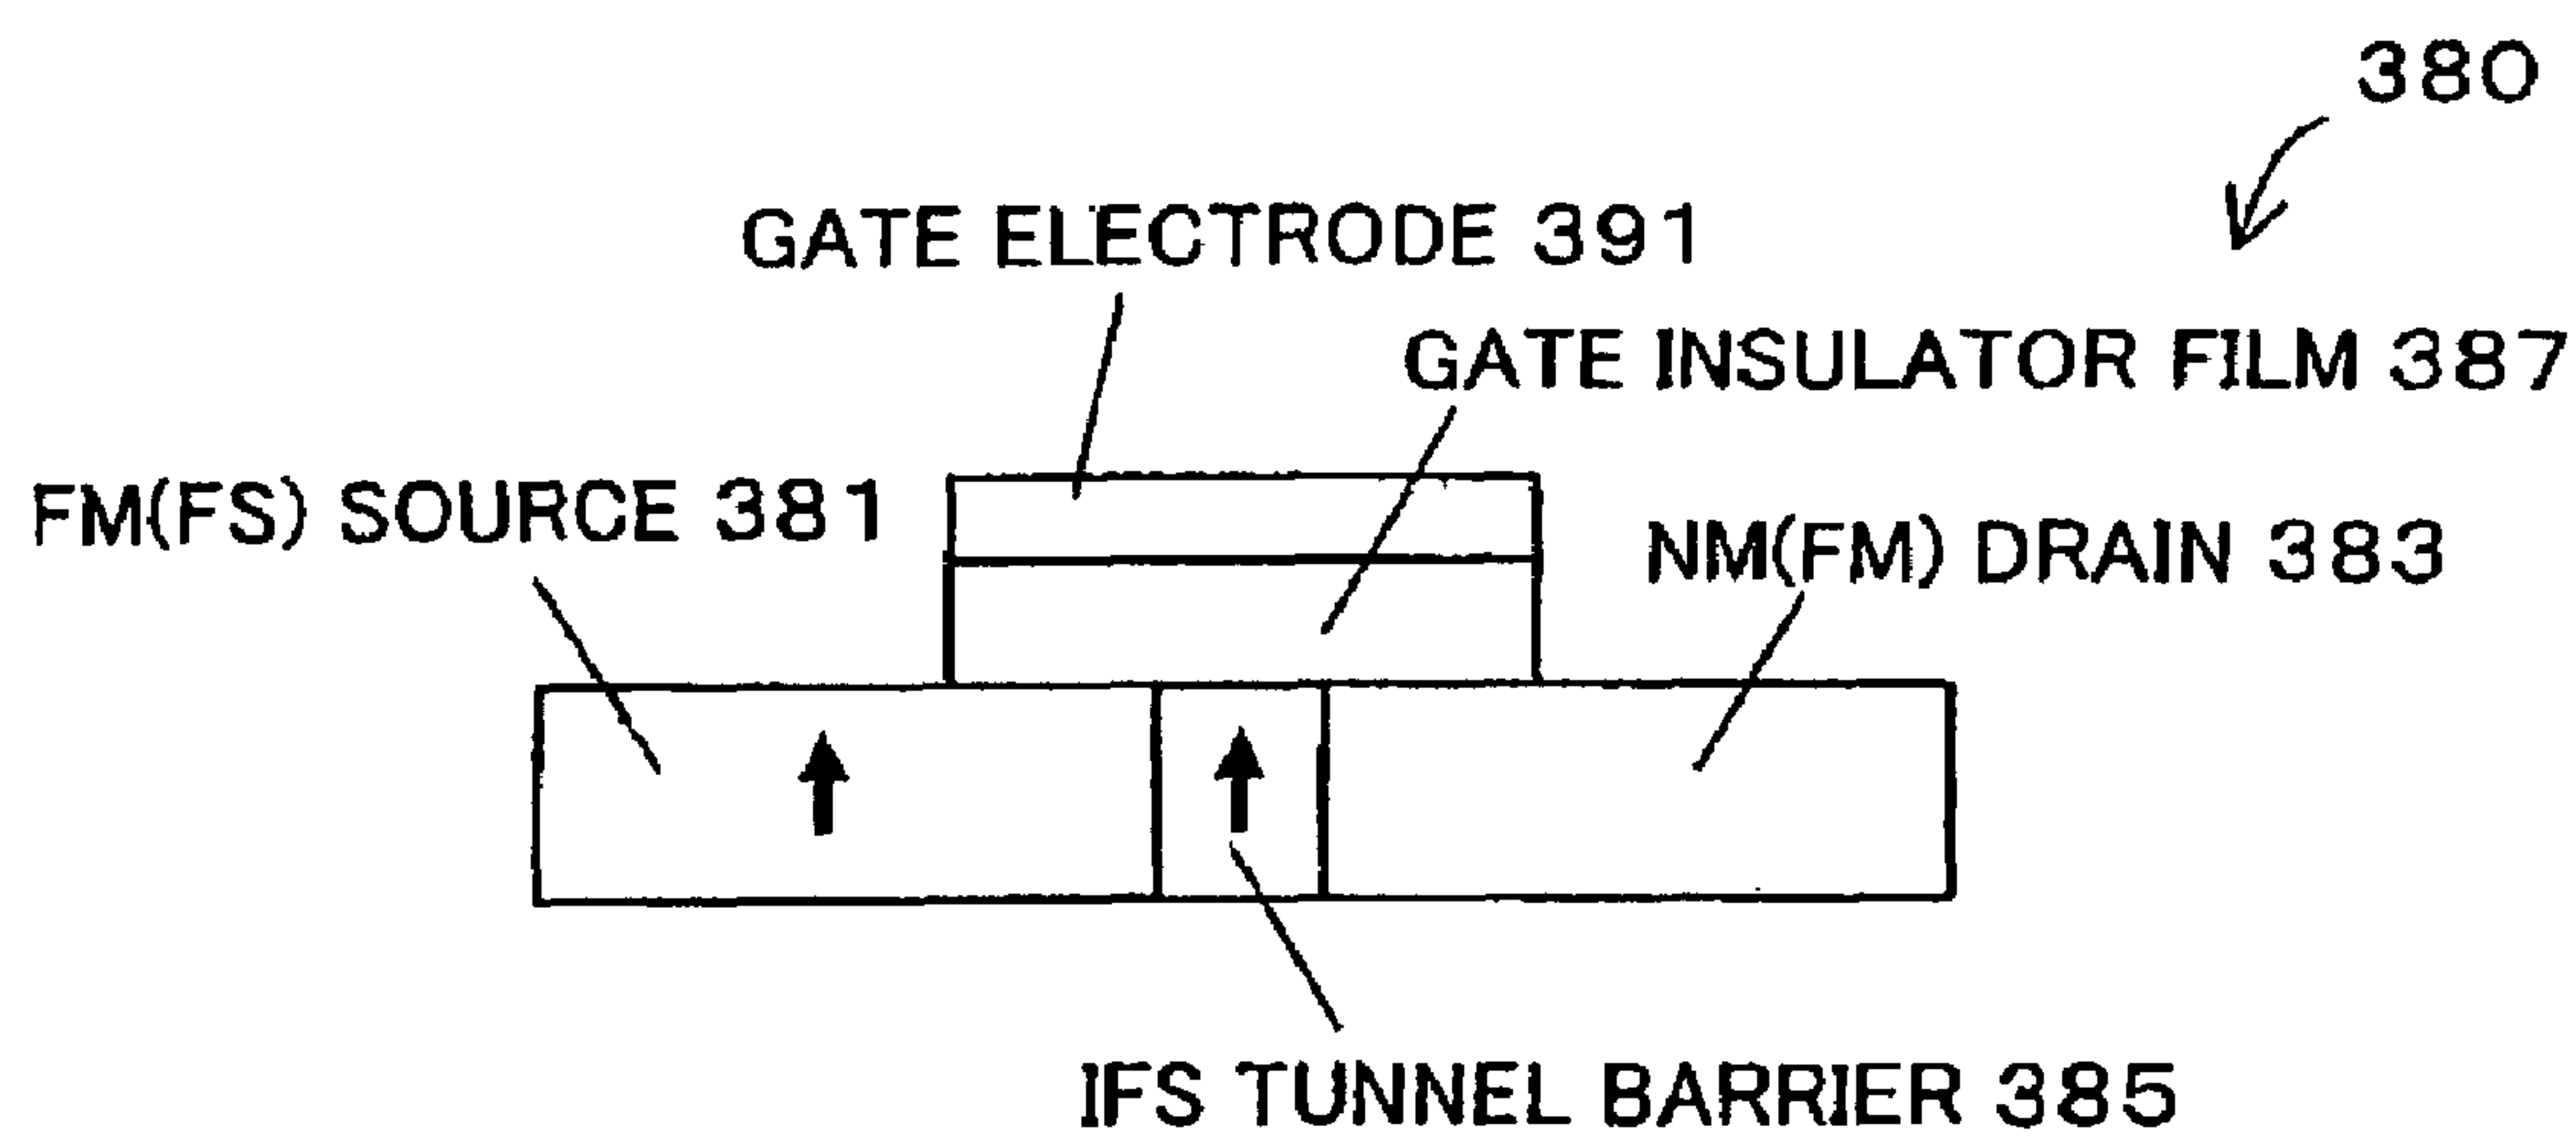 380
GATE ELECTRODE 391
GATE INSULATOR FILM 387
FM(FS) SOURCE 381
NM(FM) DRAIN 383
IFS TUNNEL BARRIER 385